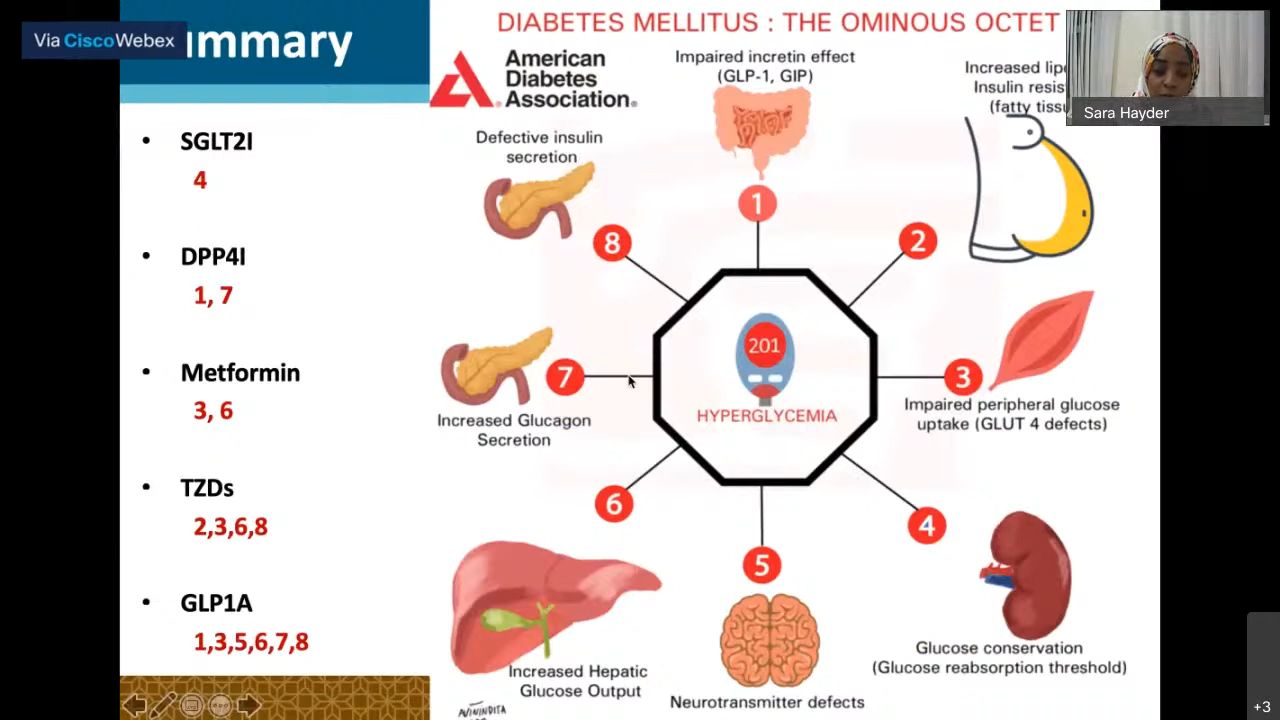 Via CiscoWebex
mmary
• SGLT2I
4
• DPP4I
1, 7
• Metformin
3, 6
• TZDs
2,3,6,8
• GLP1A
1,3,5,6,7,8
DIABETES MELLITUS : THE OMINOUS OCTET
American
Diabetes
Association®
Impaired incretin effect
(GLP-1, GIP)
1
Increased
Insulin
(fatty
2
Impaired peripheral glucose
uptake (GLUT 4 defects)
3
Glucose conservation
(Glucose reabsorption threshold)
4
Neurotransmitter defects
5
Increased Hepatic
Glucose Output
6
Increased Glucagon
Secretion
7
Defective insulin
secretion
8
201
HYPERGLYCEMIA
AVININDITA
Sara Hayder
+3